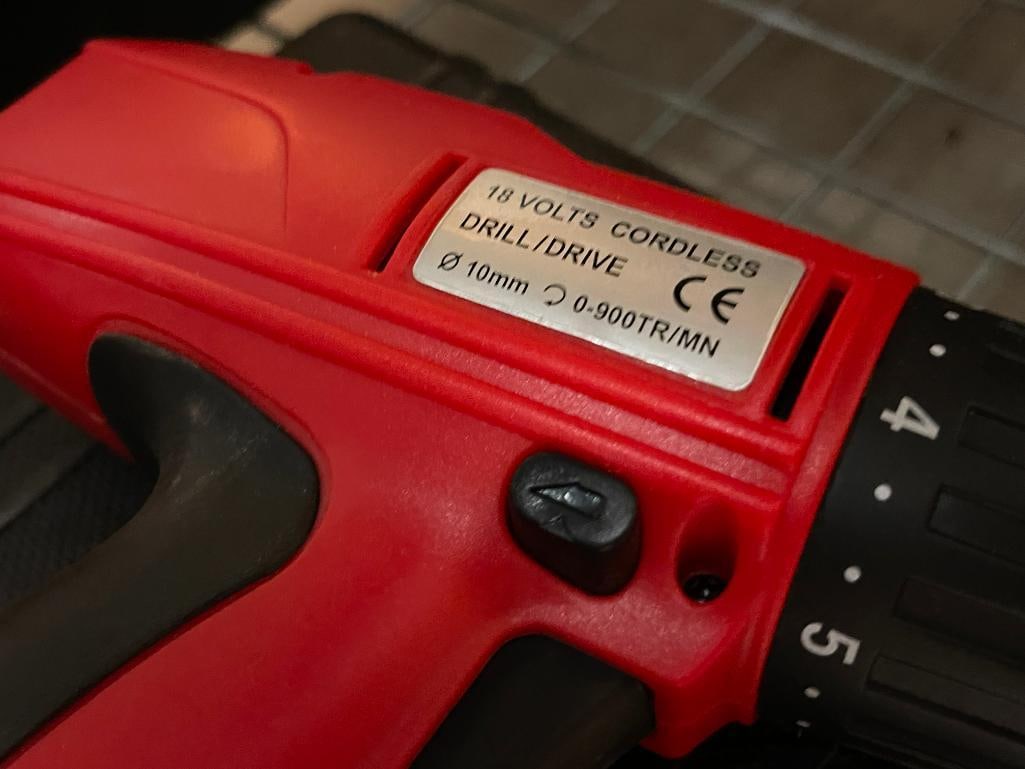 18 VOLTS CORDLESS
DRILL/DRIVE CE
Ø 10mm 0-900TR/MN
4
5